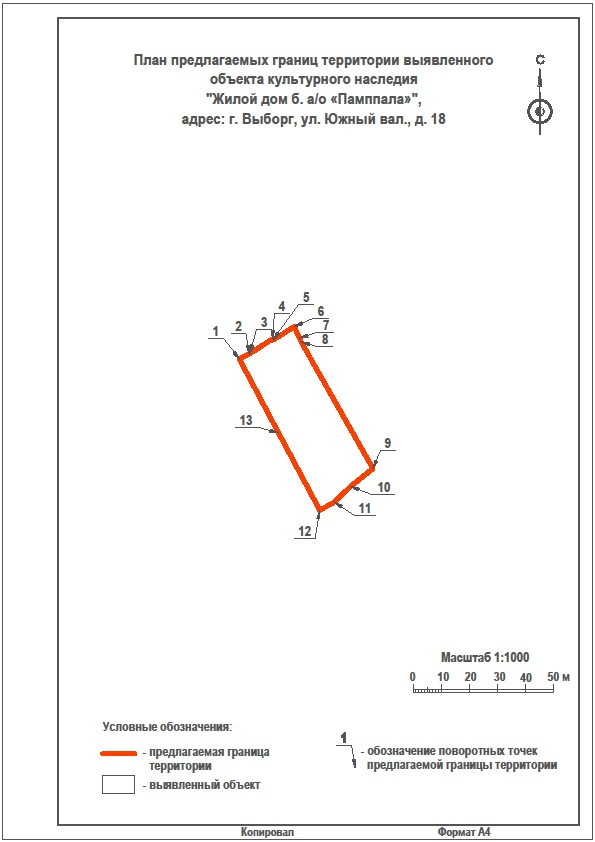 План предлагаемых границ территории выявленного
объекта культурного наследия
"Жилой дом б. а/о «Памппала»",
адрес: г. Выборг, ул. Южный вал., д. 18
С
1
2
3
4
5
6
7
8
9
10
11
12
13
Масштаб 1:1000
0 10 20 30 40 50 м
Условные обозначения:
- предлагаемая граница
территории
- выявленный объект
1
- обозначение поворотных точек
предлагаемой границы территории
Копировал
Формат А4